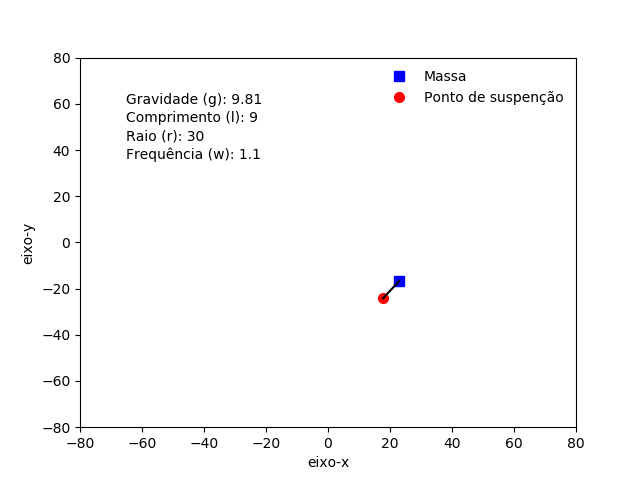 Massa
Ponto de suspenção
Gravidade (g): 9.81
Comprimento (l): 9
Raio (r): 30
Frequência (w): 1.1
80
60
40
20
0
−20
−40
−60
−80
eixo-y
−80
−60
−40
−20
0
20
40
60
80
eixo-x